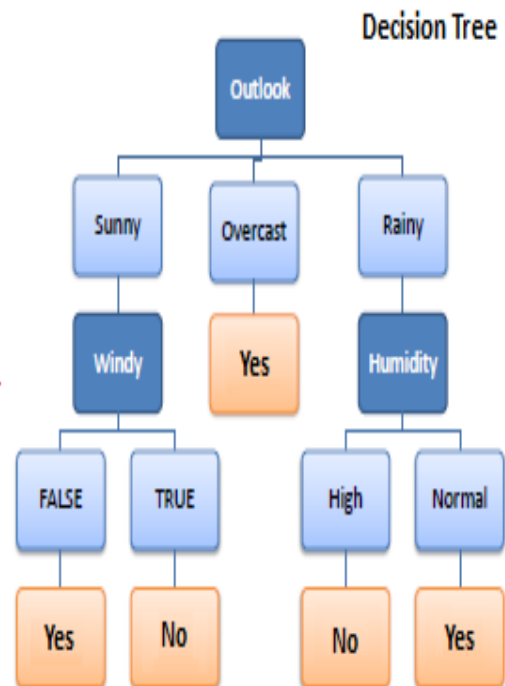 Decision Tree
Outlook
Sunny
Overcast
Rainy
Windy
Yes
Humidity
FALSE
TRUE
High
Normal
Yes
No
No
Yes